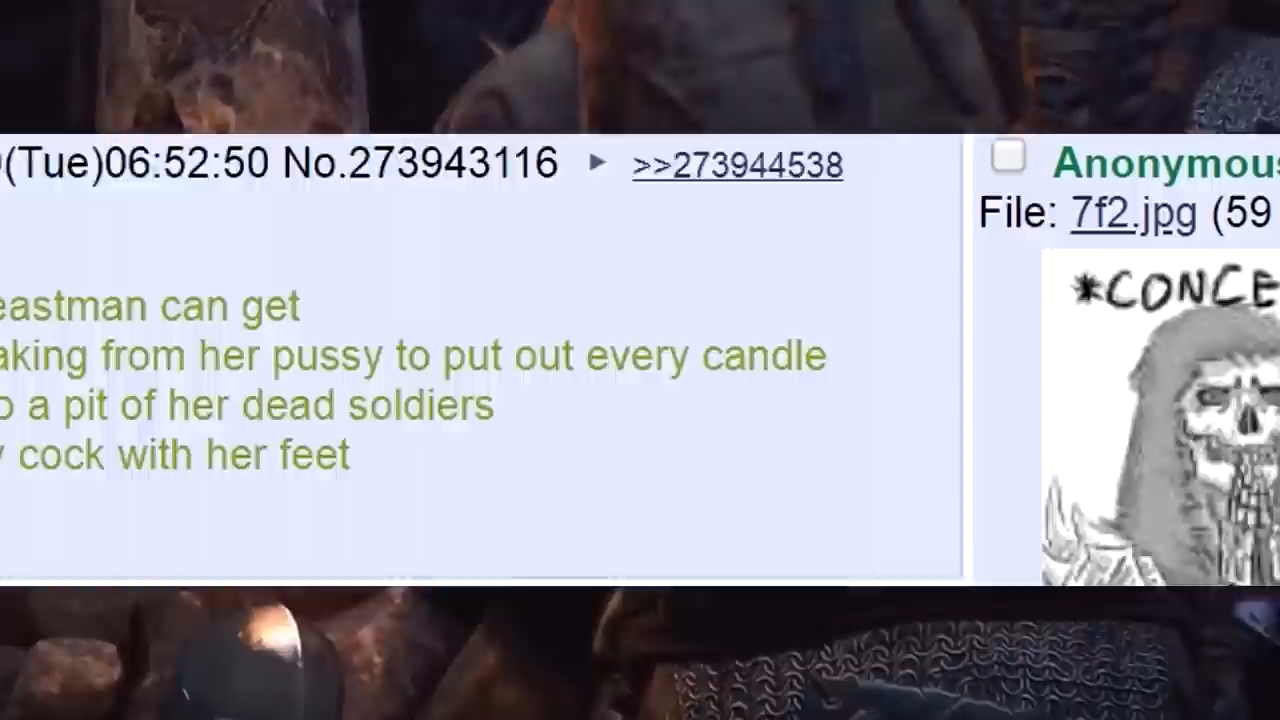 (Tue)06:52:50 No.273943116 ▶ >>273944538
eastman can get
aking from her pussy to put out every candle
o a pit of her dead soldiers
cock with her feet
Anonymous
File: 7f2.jpg (59
*CONCE